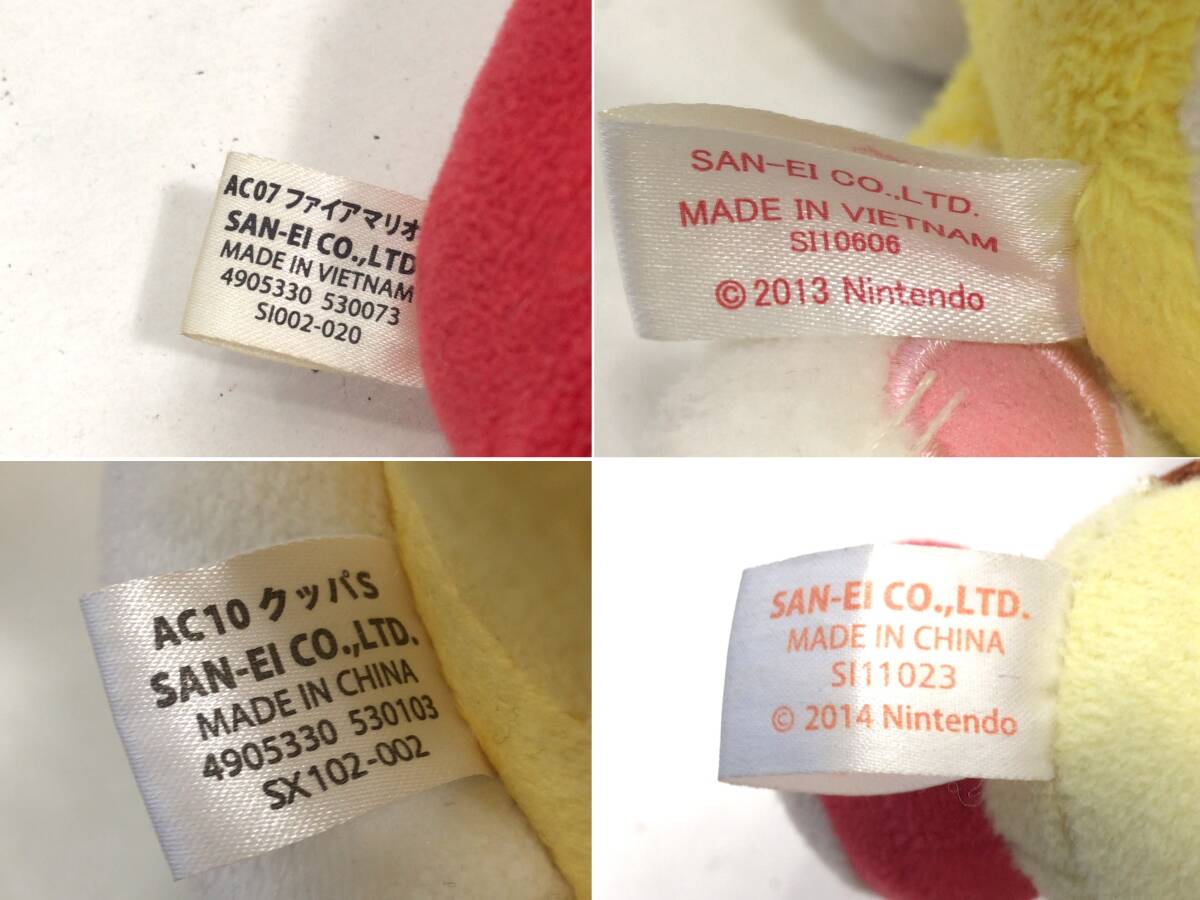 AC07 ファイアマリオ
SAN-EI CO.,LTD
MADE IN VIETNAM
4905330 530073
SI002-020
SAN-EI CO.,LTD.
MADE IN VIETNAM
SI10606
© 2013 Nintendo
AC10 クッパS
SAN-EI CO.,LTD.
MADE IN CHINA
4905330 530103
SX102-002
SAN-EI CO.,LTD.
MADE IN CHINA
SI11023
© 2014 Nintendo